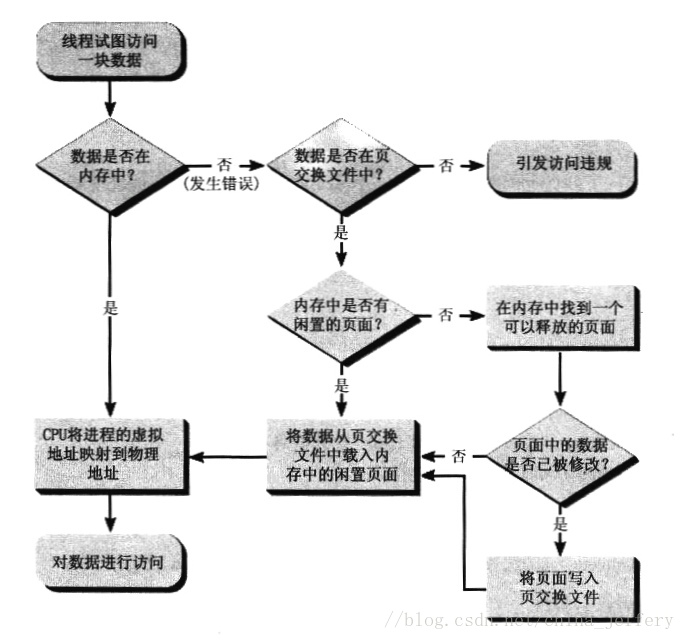 线程试图访问
一块数据
数据是否在
内存中？
否
(发生错误)
数据是否在页
交换文件中？
否
引发访问违规
是
内存中是否有
闲置的页面？
否
在内存中找到一个
可以释放的页面
是
是
CPU将进程的虚拟
地址映射到物理
地址
将数据从页交换
文件中载入内
存中的闲置页面
否
页面中的数据
是否已被修改？
是
对数据进行访问
将页面写入
页交换文件
//blog.csdn.net/china_jeffery